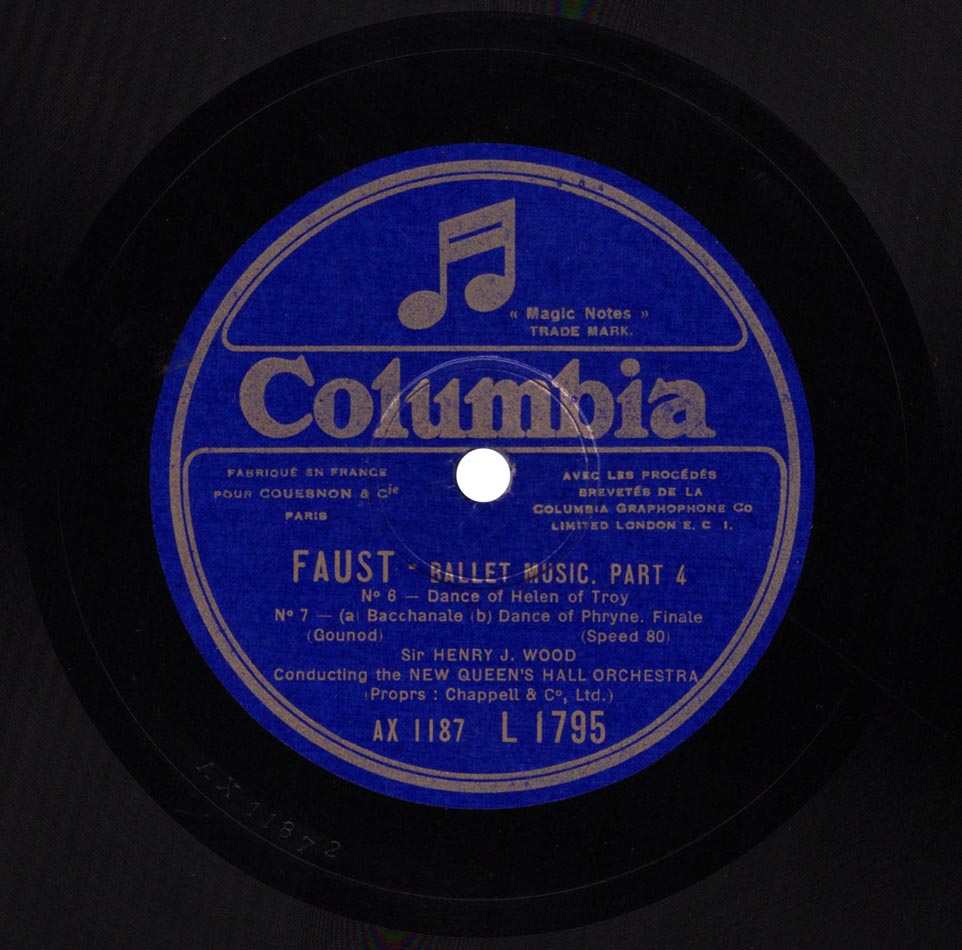 « Magic Notes »
TRADE MARK.
Columbia
FABRIQUÉ EN FRANCE
POUR COUESNON & Cie
PARIS
AVEC LES PROCÉDÉS
BREVETÉS DE LA
COLUMBIA GRAPHOPHONE Co
LIMITED LONDON E. C 1.
FAUST - BALLET MUSIC. PART 4
No 6 — Dance of Helen of Troy
No 7 — (a) Bacchanale (b) Dance of Phryne. Finale
(Gounod) (Speed 80)
Sir HENRY J. WOOD
Conducting the NEW QUEEN'S HALL ORCHESTRA
(Proprs : Chappell & Co, Ltd.)
AX 1187 L 1795
AX 1187 2